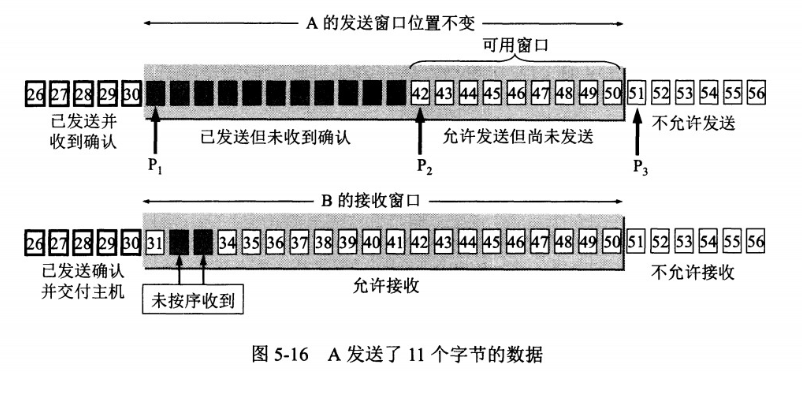 A 的发送窗口位置不变
可用窗口
26 27 28 29 30 42 43 44 45 46 47 48 49 50 51 52 53 54 55 56
已发送并
收到确认
已发送但未收到确认
允许发送但尚未发送
不允许发送
P1 P2 P3
B 的接收窗口
26 27 28 29 30 31 34 35 36 37 38 39 40 41 42 43 44 45 46 47 48 49 50 51 52 53 54 55 56
已发送确认
并交付主机
未按序收到
允许接收
不允许接收
图 5-16 A 发送了 11 个字节的数据